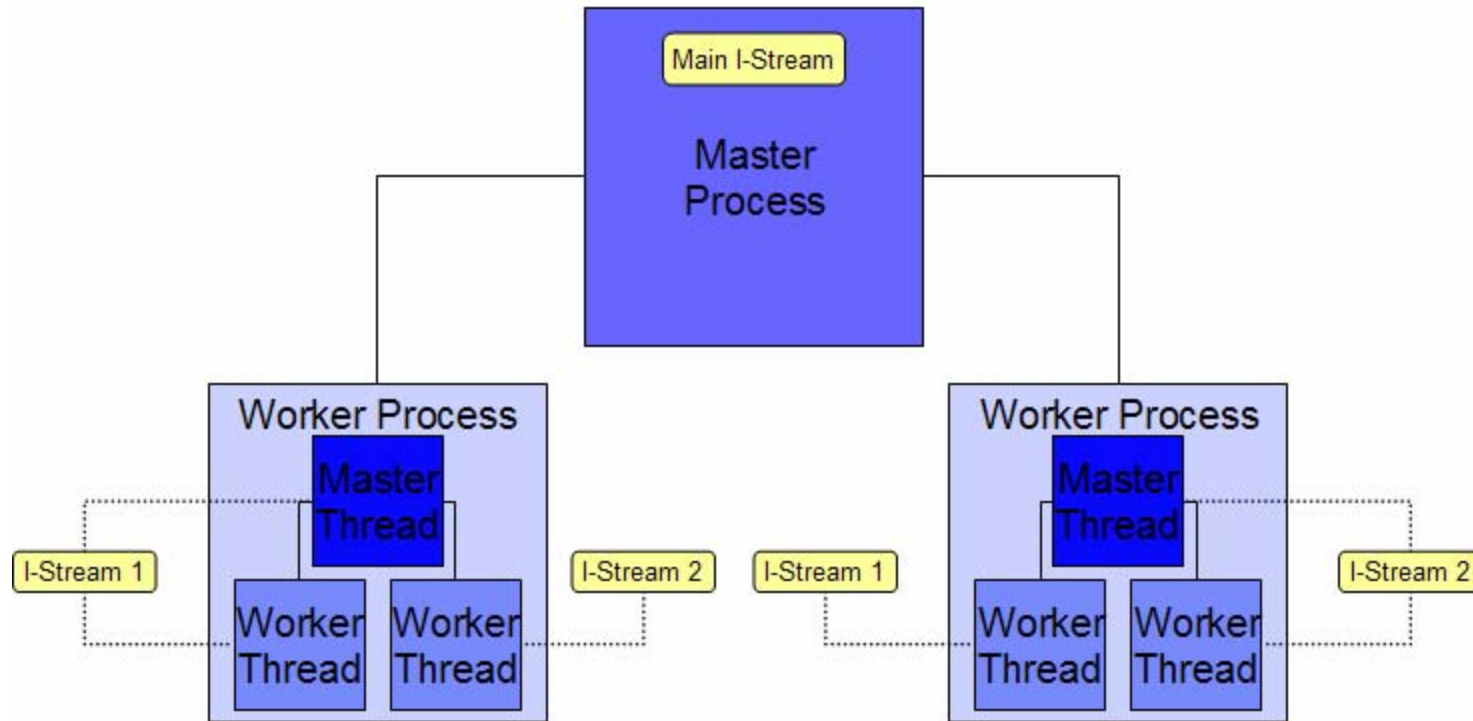 Main I-Stream
Master
Process
Worker Process
Master
Thread
I-Stream 1
I-Stream 2
Worker
Thread
Worker
Thread
Worker Process
Master
Thread
I-Stream 1
I-Stream 2
Worker
Thread
Worker
Thread